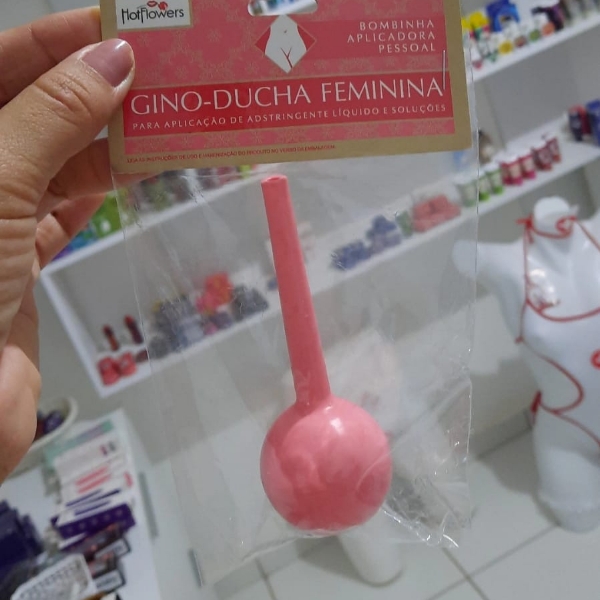 HotFlowers
BOMBINHA
APLICADORA
PESSOAL
GINO-DUCHA FEMININA
PARA APLICAÇÃO DE ADSTRINGENTE LÍQUIDO E SOLUÇÕES